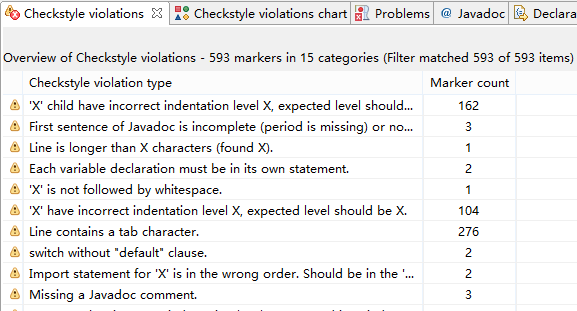 Checkstyle violations Checkstyle violations chart Problems @ Javadoc Declara
Overview of Checkstyle violations - 593 markers in 15 categories (Filter matched 593 of 593 items)
Checkstyle violation type Marker count
'X' child have incorrect indentation level X, expected level should... 162
First sentence of Javadoc is incomplete (period is missing) or no... 3
Line is longer than X characters (found X). 1
Each variable declaration must be in its own statement. 2
'X' is not followed by whitespace. 1
'X' have incorrect indentation level X, expected level should be X. 104
Line contains a tab character. 276
switch without "default" clause. 2
Import statement for 'X' is in the wrong order. Should be in the '... 2
Missing a Javadoc comment. 3